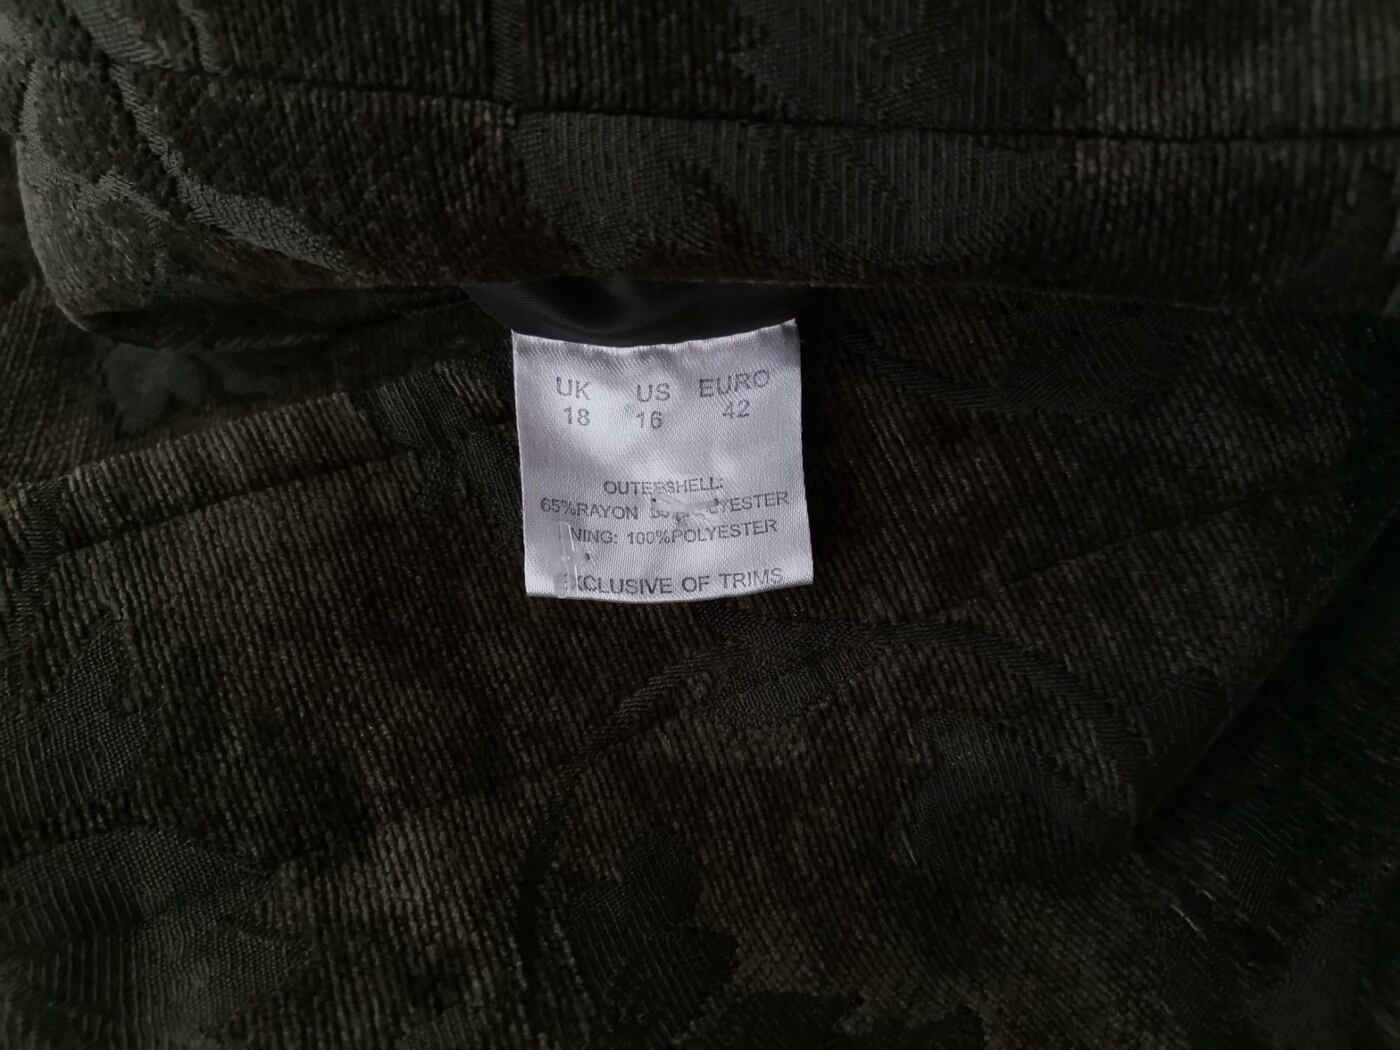 UK US EURO
18 16 42
OUTERSHELL:
65%RAYON
100%POLYESTER
EXCLUSIVE OF TRIMS